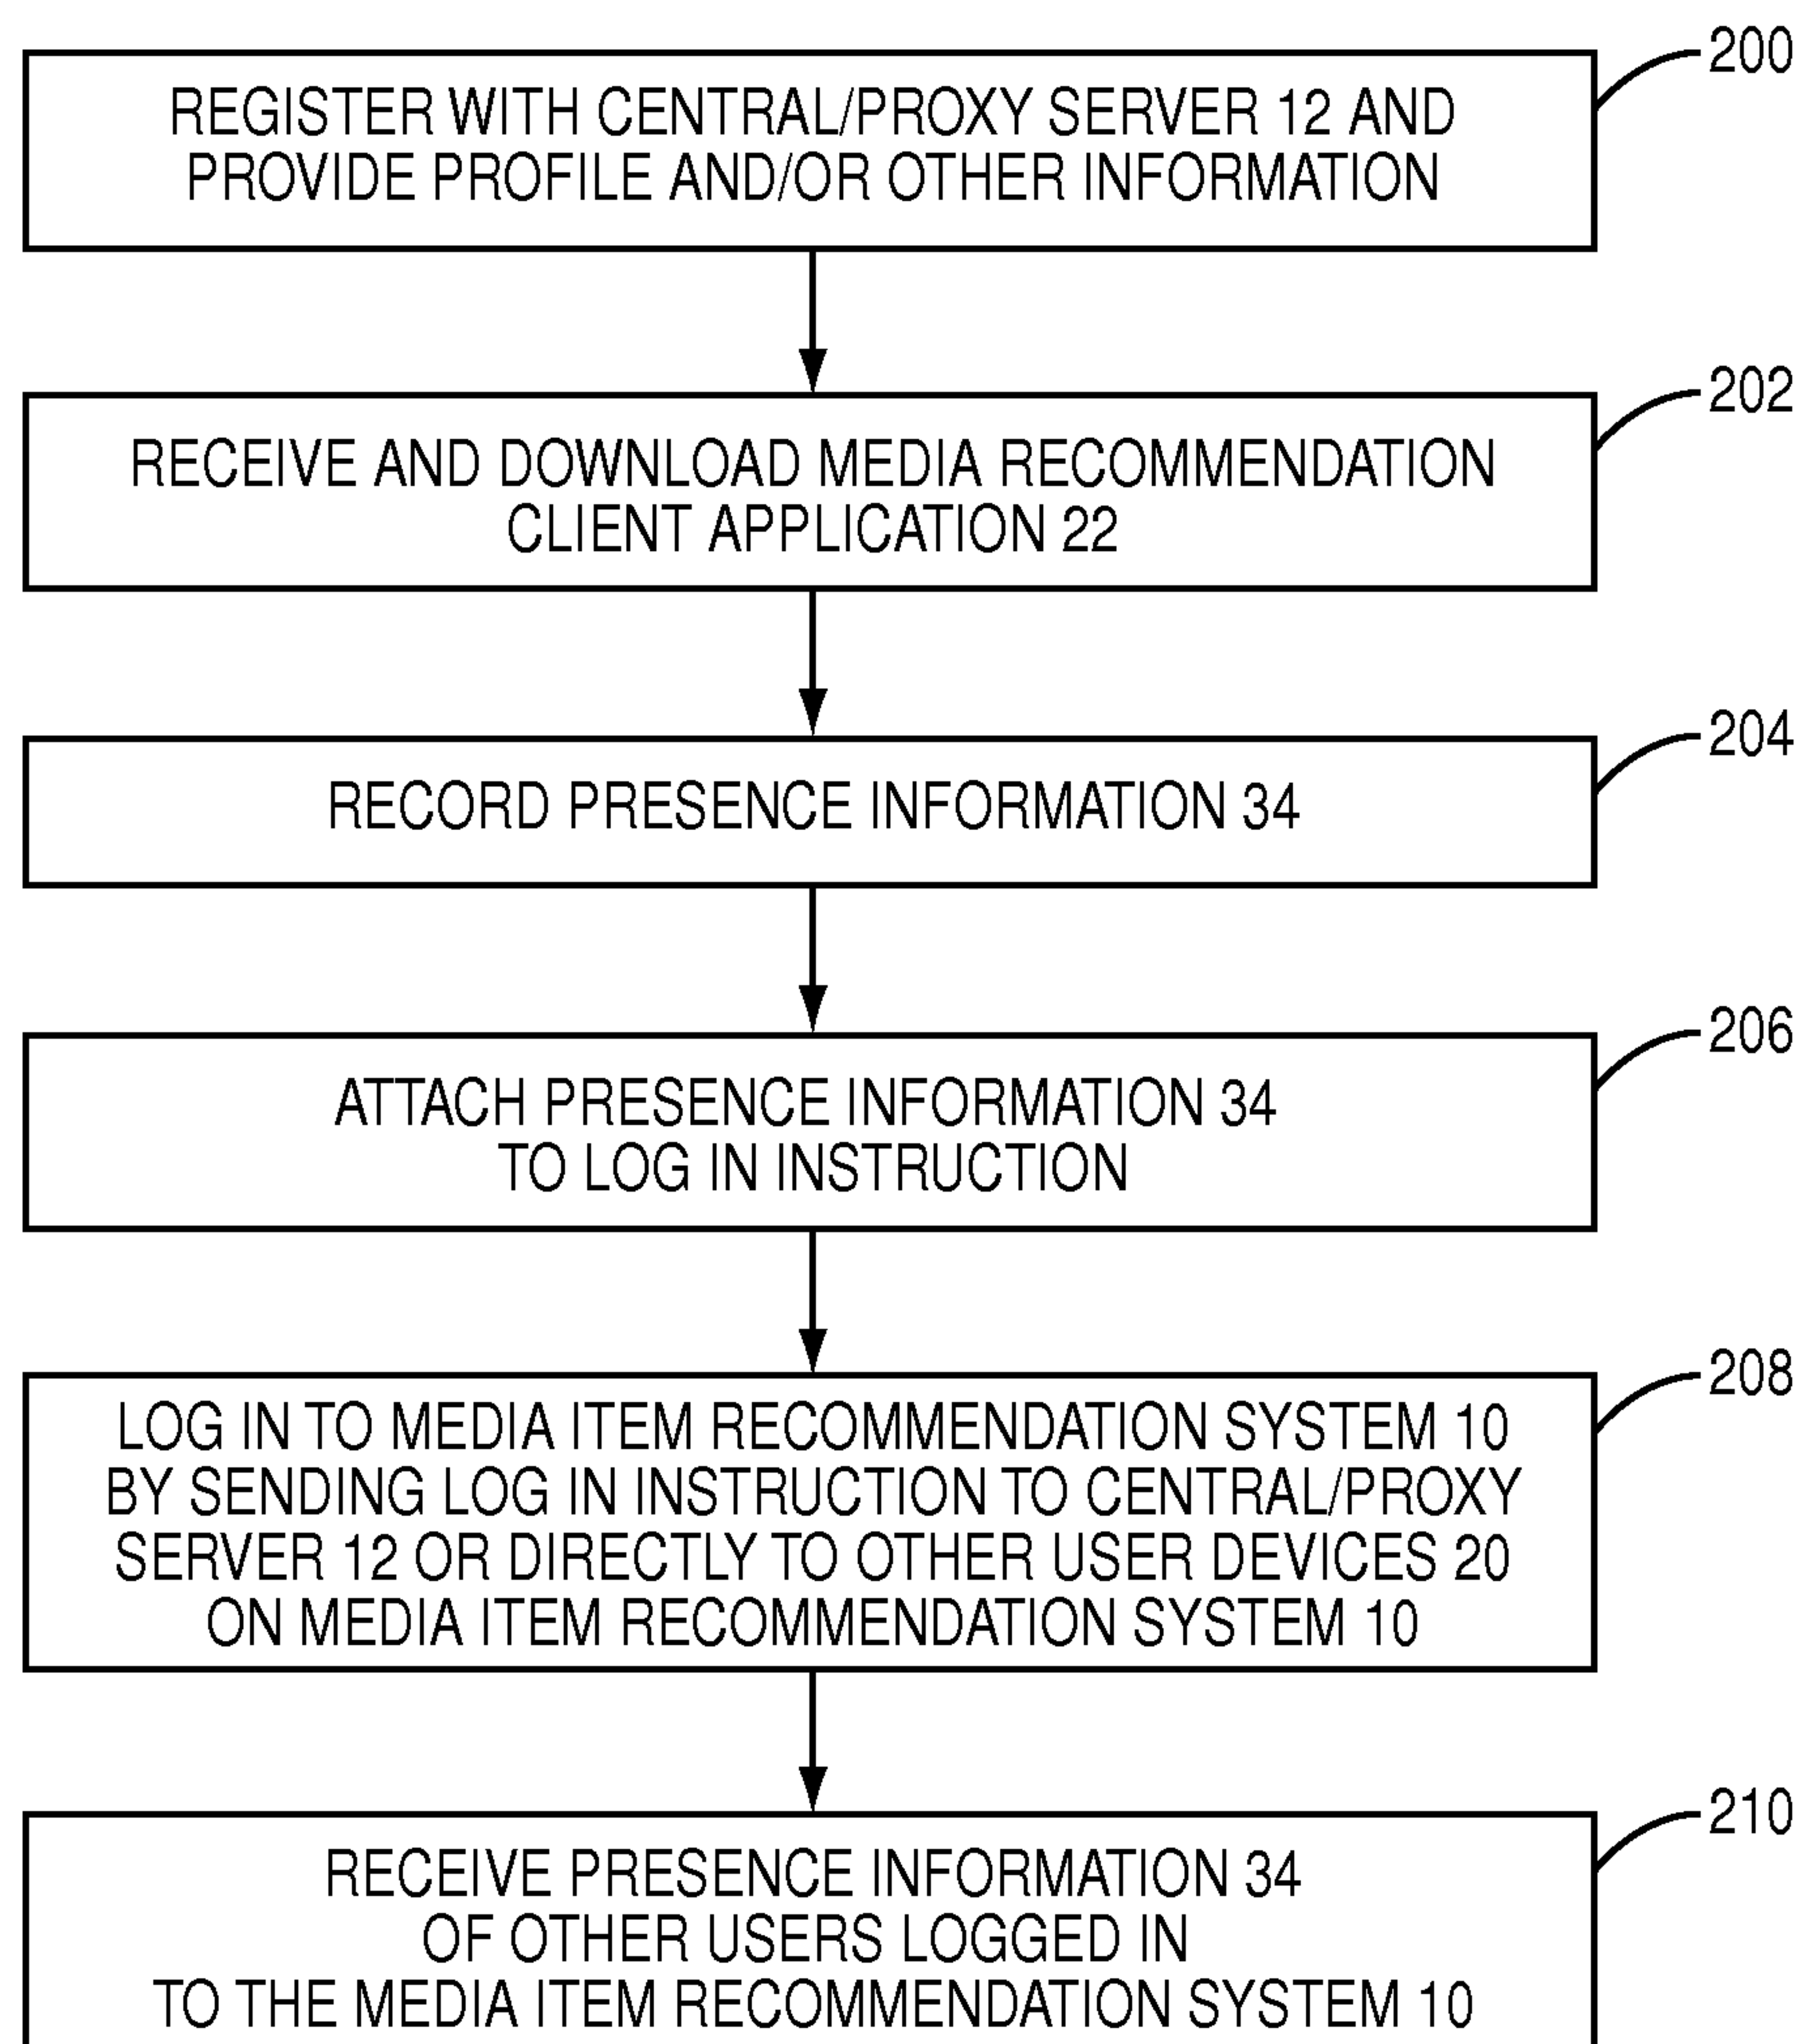 200
REGISTER WITH CENTRAL/PROXY SERVER 12 AND
PROVIDE PROFILE AND/OR OTHER INFORMATION
202
RECEIVE AND DOWNLOAD MEDIA RECOMMENDATION
CLIENT APPLICATION 22
204
RECORD PRESENCE INFORMATION 34
206
ATTACH PRESENCE INFORMATION 34
TO LOG IN INSTRUCTION
208
LOG IN TO MEDIA ITEM RECOMMENDATION SYSTEM 10
BY SENDING LOG IN INSTRUCTION TO CENTRAL/PROXY
SERVER 12 OR DIRECTLY TO OTHER USER DEVICES 20
ON MEDIA ITEM RECOMMENDATION SYSTEM 10
210
RECEIVE PRESENCE INFORMATION 34
OF OTHER USERS LOGGED IN
TO THE MEDIA ITEM RECOMMENDATION SYSTEM 10